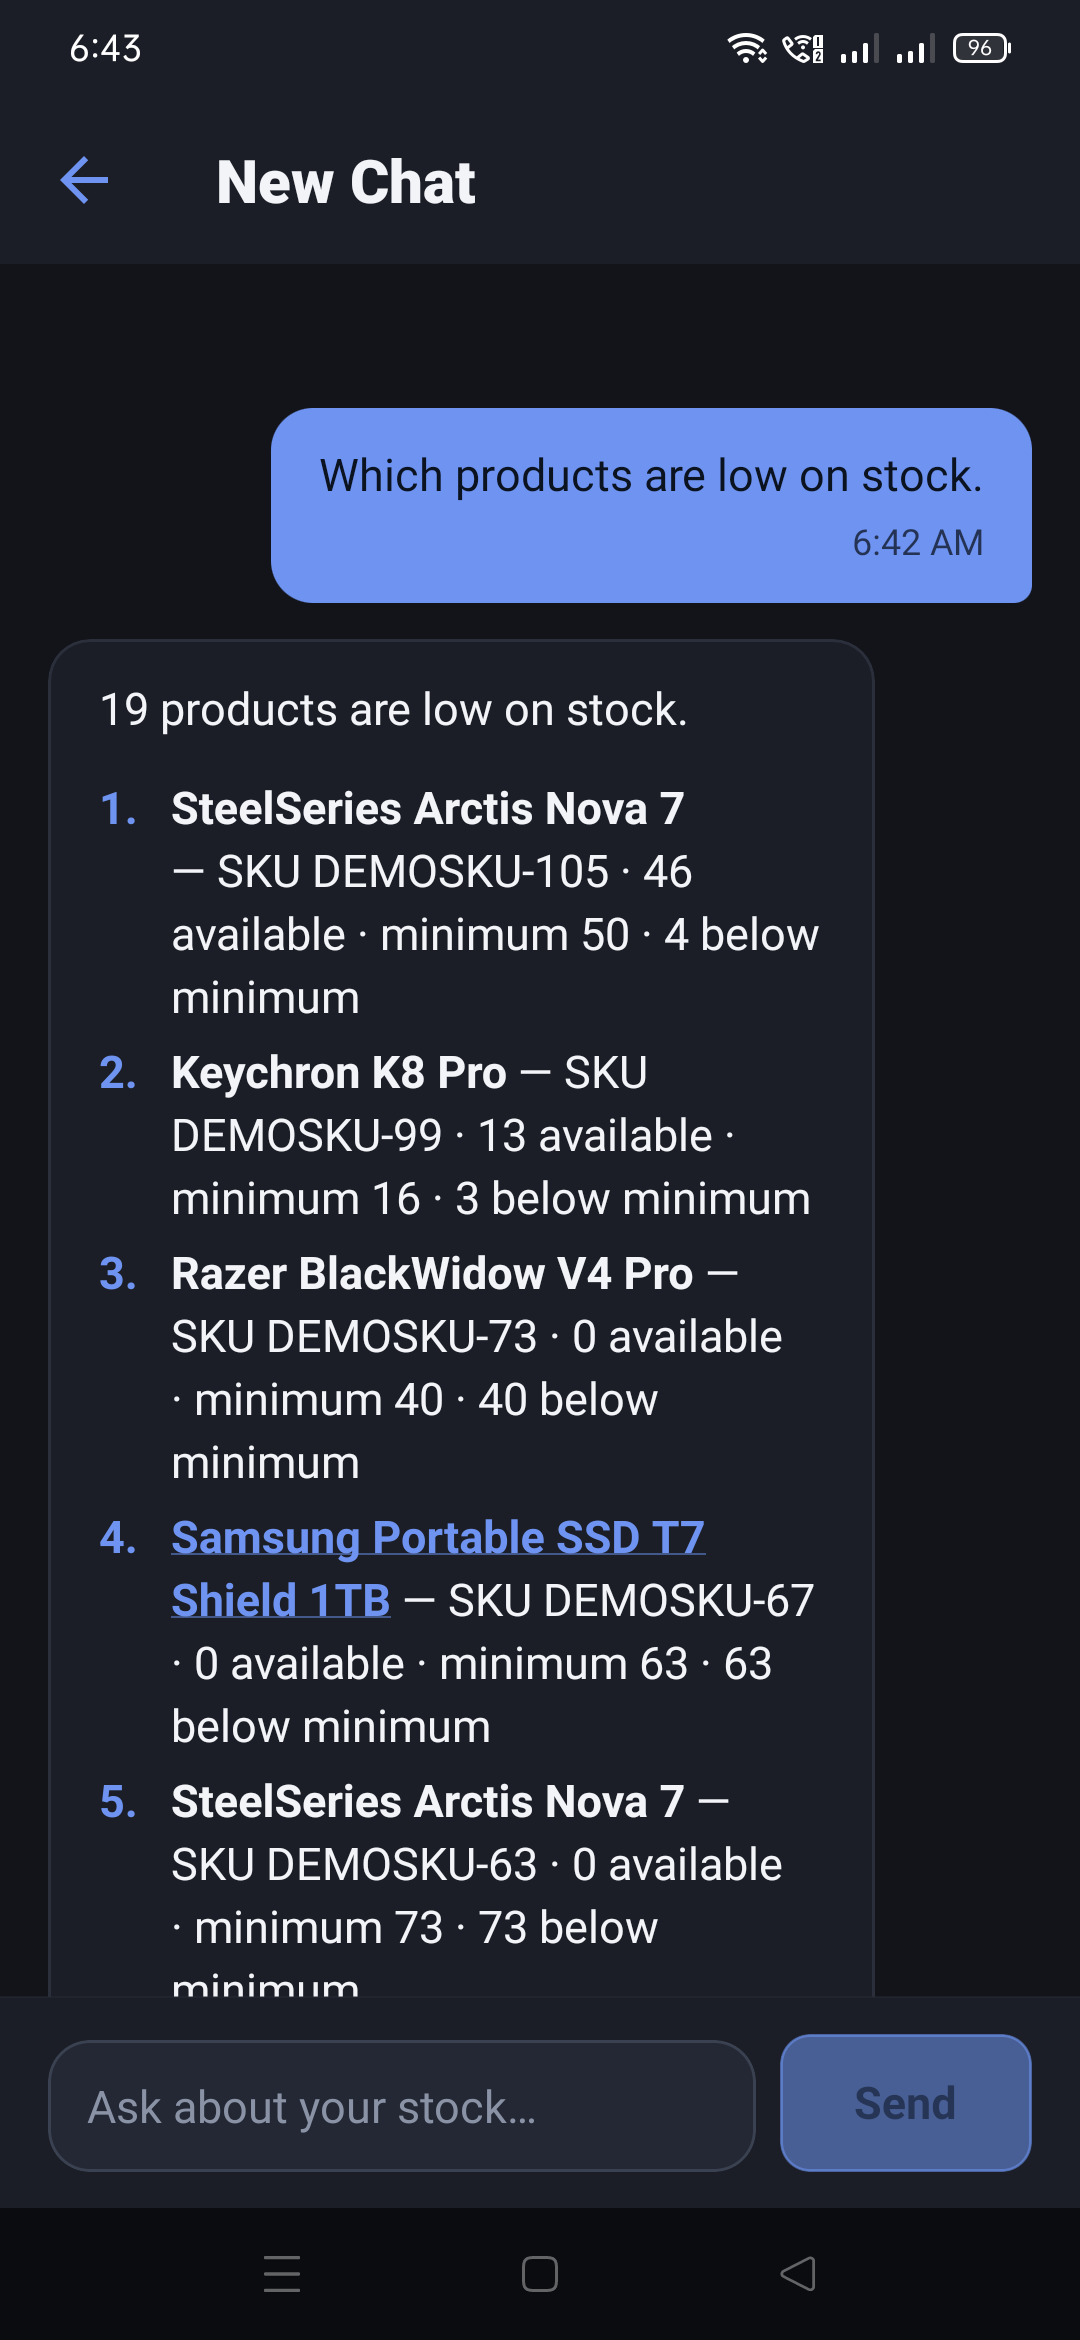 6:43
96
New Chat
Which products are low on stock.
6:42 AM
19 products are low on stock.
1. SteelSeries Arctis Nova 7
— SKU DEMOSKU-105 · 46
available · minimum 50 · 4 below
minimum
2. Keychron K8 Pro — SKU
DEMOSKU-99 · 13 available ·
minimum 16 · 3 below minimum
3. Razer BlackWidow V4 Pro —
SKU DEMOSKU-73 · 0 available
· minimum 40 · 40 below
minimum
4. Samsung Portable SSD T7
Shield 1TB — SKU DEMOSKU-67
· 0 available · minimum 63 · 63
below minimum
5. SteelSeries Arctis Nova 7 —
SKU DEMOSKU-63 · 0 available
· minimum 73 · 73 below
minimum
Ask about your stock...
Send